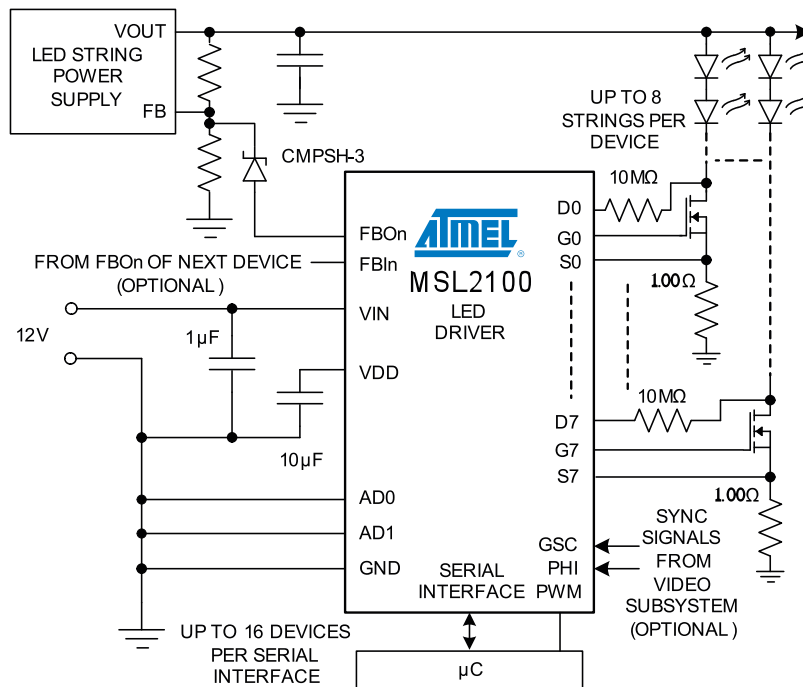 VOUT
LED STRING
POWER
SUPPLY
FB
CMPSH-3
UP TO 8
STRINGS PER
DEVICE
FROM FBOn OF NEXT DEVICE
(OPTIONAL )
12V
1µF
10µF
FBOn
FBIn
VIN
VDD
AD0
AD1
GND
ATMEL
®
MSL2100
LED
DRIVER
D0
G0
S0
D7
G7
S7
GSC
PHI
PWM
SERIAL
INTERFACE
10MΩ
1.00Ω
10MΩ
1.00Ω
SYNC
SIGNALS
FROM
VIDEO
SUBSYSTEM
(OPTIONAL)
UP TO 16 DEVICES
PER SERIAL
INTERFACE
µC